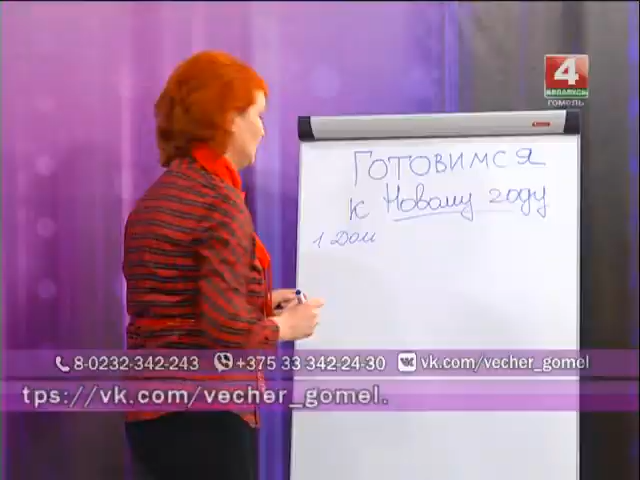 4
БЕЛАРУСЬ
ГОМЕЛЬ
Готовимся
к Новому году
1 Дом
8-0232-342-243 +375 33 342-24-30 vk.com/vecher_gomel
tps://vk.com/vecher_gomel.